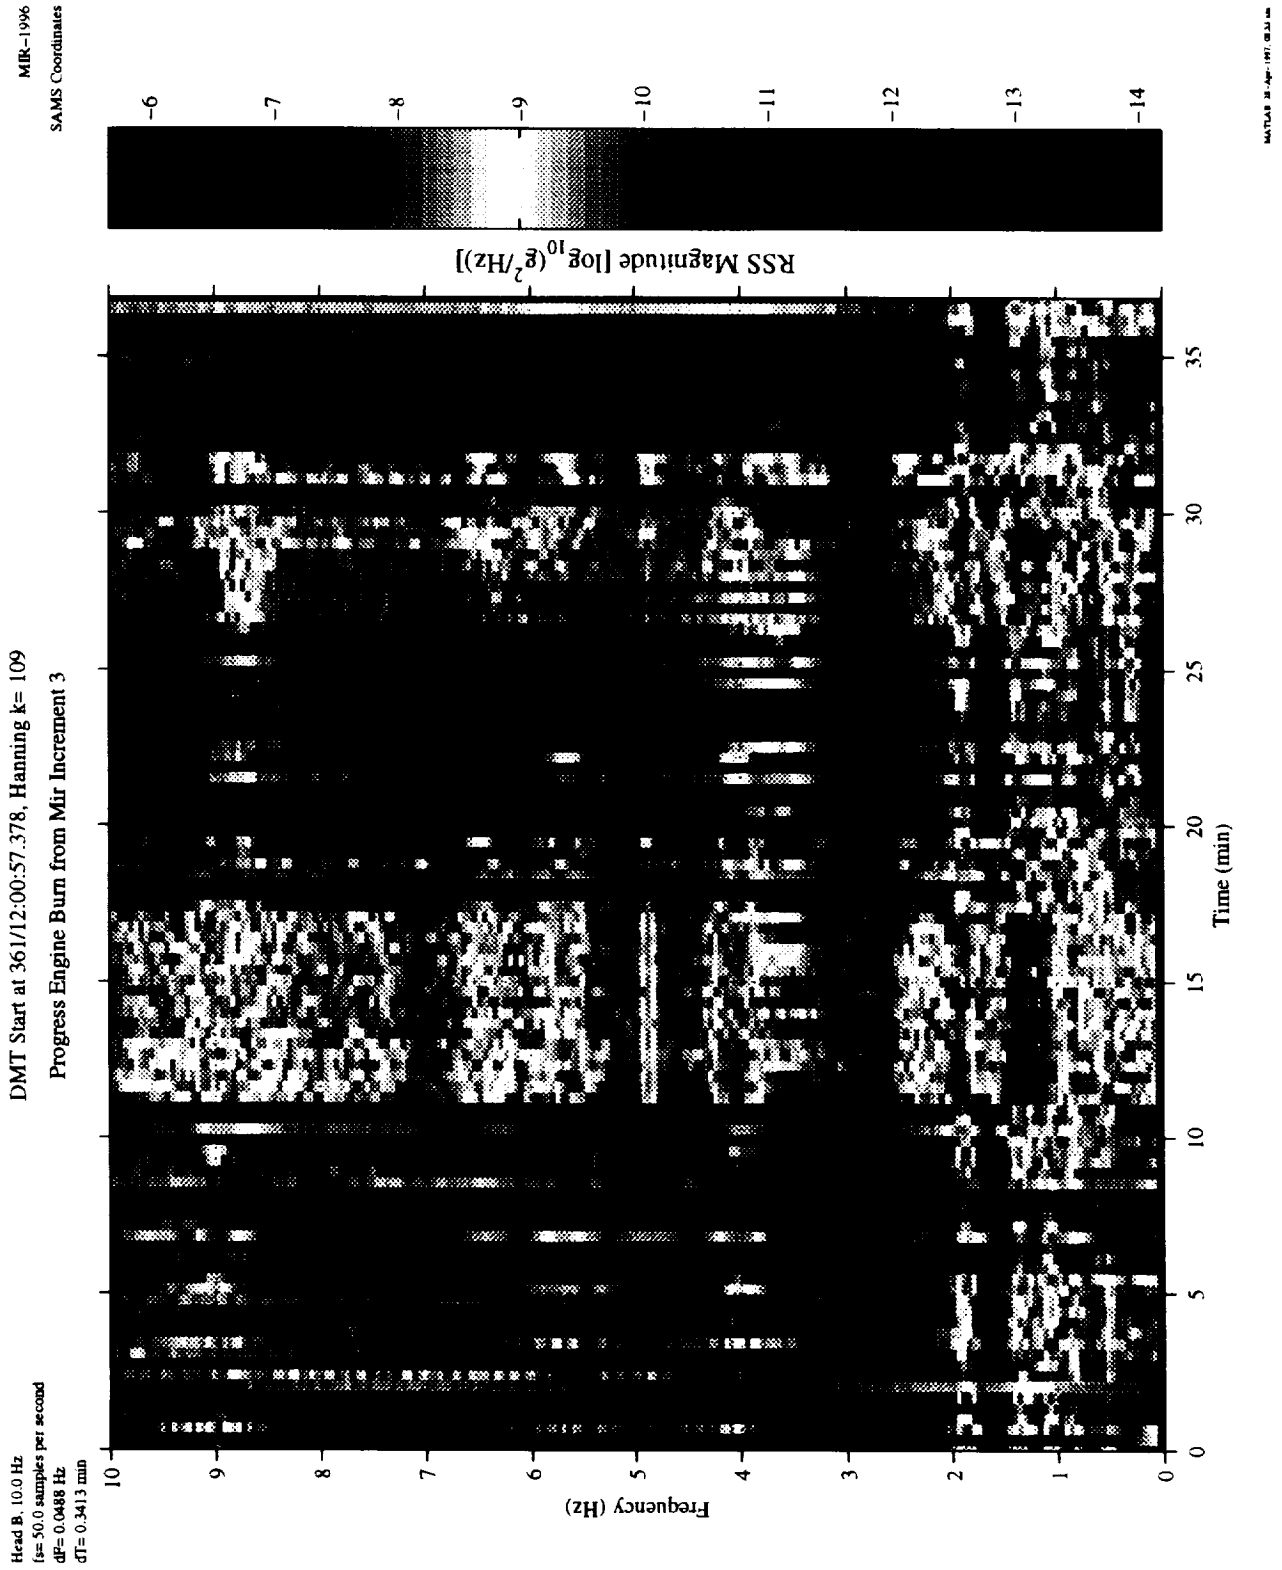 Head B, 10.0 Hz
fs= 50.0 samples per second
dF= 0.0488 Hz
dT= 0.3413 min
DMT Start at 361/12:00:57.378, Hanning k= 109
Progress Engine Burn from Mir Increment 3
MIR-1996
SAMS Coordinates
Frequency (Hz)
10
9
8
7
6
5
4
3
2
1
0
0
5
10
15
20
25
30
35
Time (min)
RSS Magnitude [log10(g2/Hz)]
-6
-7
-8
-9
-10
-11
-12
-13
-14